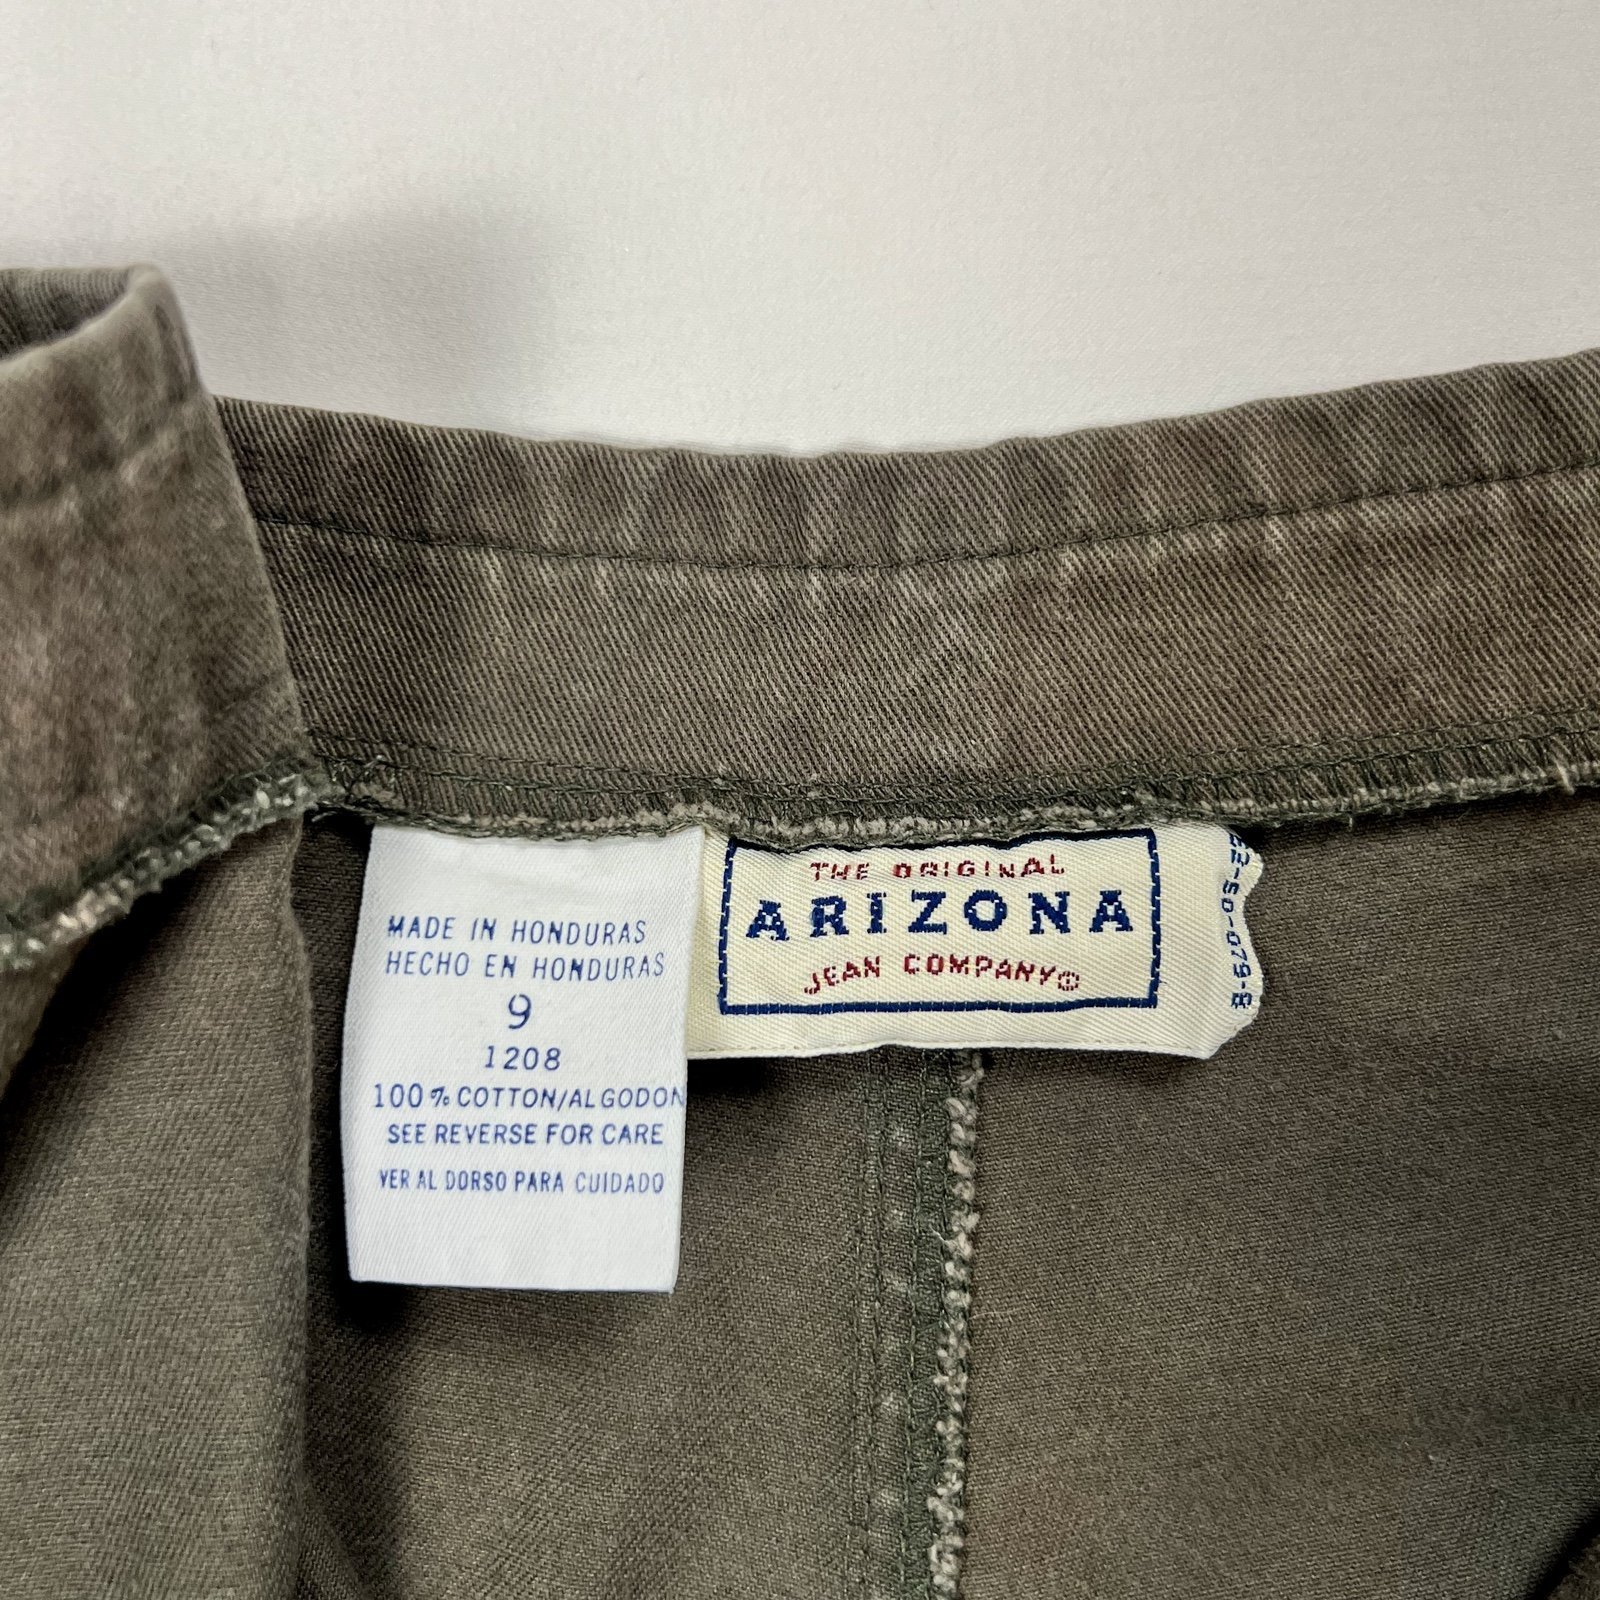 MADE IN HONDURAS
HECHO EN HONDURAS
9
1208
100% COTTON/ALGODON
SEE REVERSE FOR CARE
VER AL DORSO PARA CUIDADO
THE ORIGINAL
ARIZONA
JEAN COMPANY®